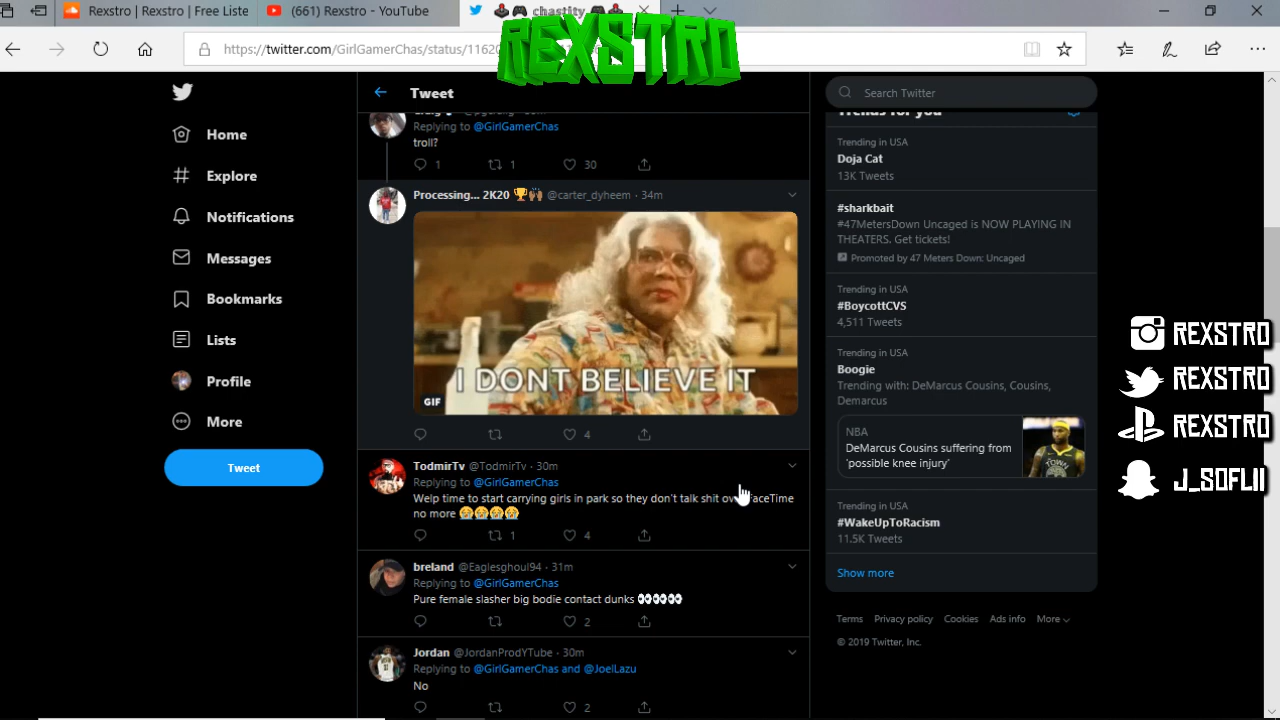 Rexstro | Rexstro | Free Liste
(661) Rexstro - YouTube
chastity
REXSTRO
https://twitter.com/GirlGamerChas/status/11620
Tweet
Search Twitter
Home
Explore
Notifications
Messages
Bookmarks
Lists
Profile
More
Tweet
Replying to @GirlGamerChas
troll?
1 1 30
Processing... 2K20 🏆🙌🏽 @carter_dyheem · 34m
I DONT BELIEVE IT
GIF
4
TodmirTv @TodmirTv · 30m
Replying to @GirlGamerChas
Welp time to start carrying girls in park so they don't talk shit ov FaceTime
no more 😭😭😭😭
1 4
breland @Eaglesghoul94 · 31m
Replying to @GirlGamerChas
Pure female slasher big bodie contact dunks 👀👀👀👀👀
2
Jordan @JordanProdYTube · 30m
Replying to @GirlGamerChas and @JoelLazu
No
2
Trends for you
Trending in USA
Doja Cat
13K Tweets
#sharkbait
#47MetersDown Uncaged is NOW PLAYING IN
THEATERS. Get tickets!
Promoted by 47 Meters Down: Uncaged
Trending in USA
#BoycottCVS
4,511 Tweets
Trending in USA
Boogie
Trending with: DeMarcus Cousins, Cousins,
Demarcus
NBA
DeMarcus Cousins suffering from
'possible knee injury'
Trending in USA
#WakeUpToRacism
11.5K Tweets
Show more
Terms Privacy policy Cookies Ads info More
© 2019 Twitter, Inc.
REXSTRO
REXSTRO
REXSTRO
J_SOFLII